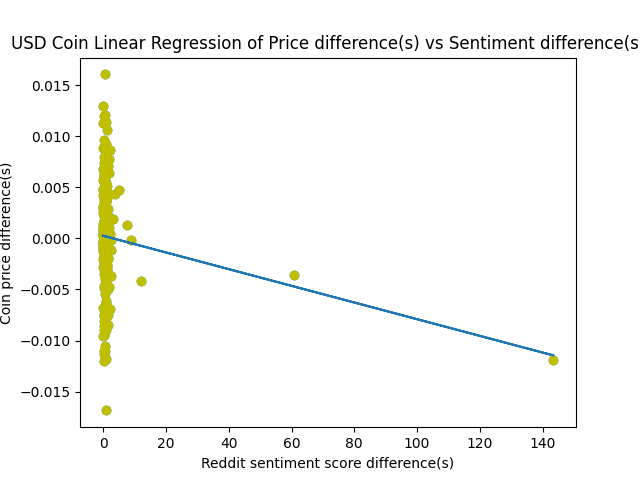 USD Coin Linear Regression of Price difference(s) vs Sentiment difference(s
Coin price difference(s)
0.015
0.010
0.005
0.000
−0.005
−0.010
−0.015
0 20 40 60 80 100 120 140
Reddit sentiment score difference(s)